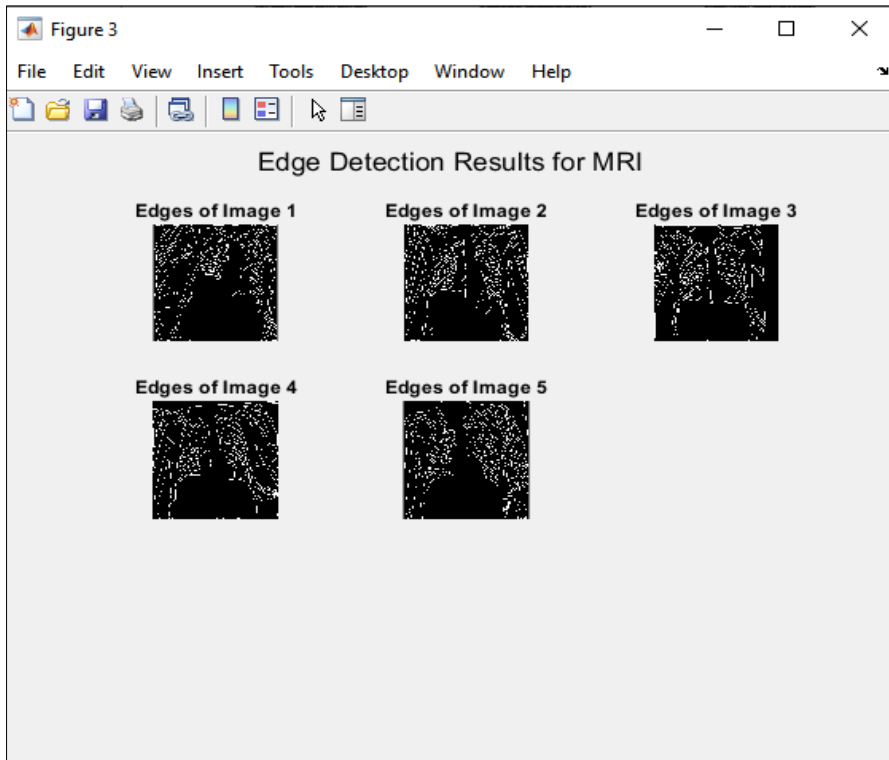 Figure 3
File Edit View Insert Tools Desktop Window Help
Edge Detection Results for MRI
Edges of Image 1
Edges of Image 2
Edges of Image 3
Edges of Image 4
Edges of Image 5